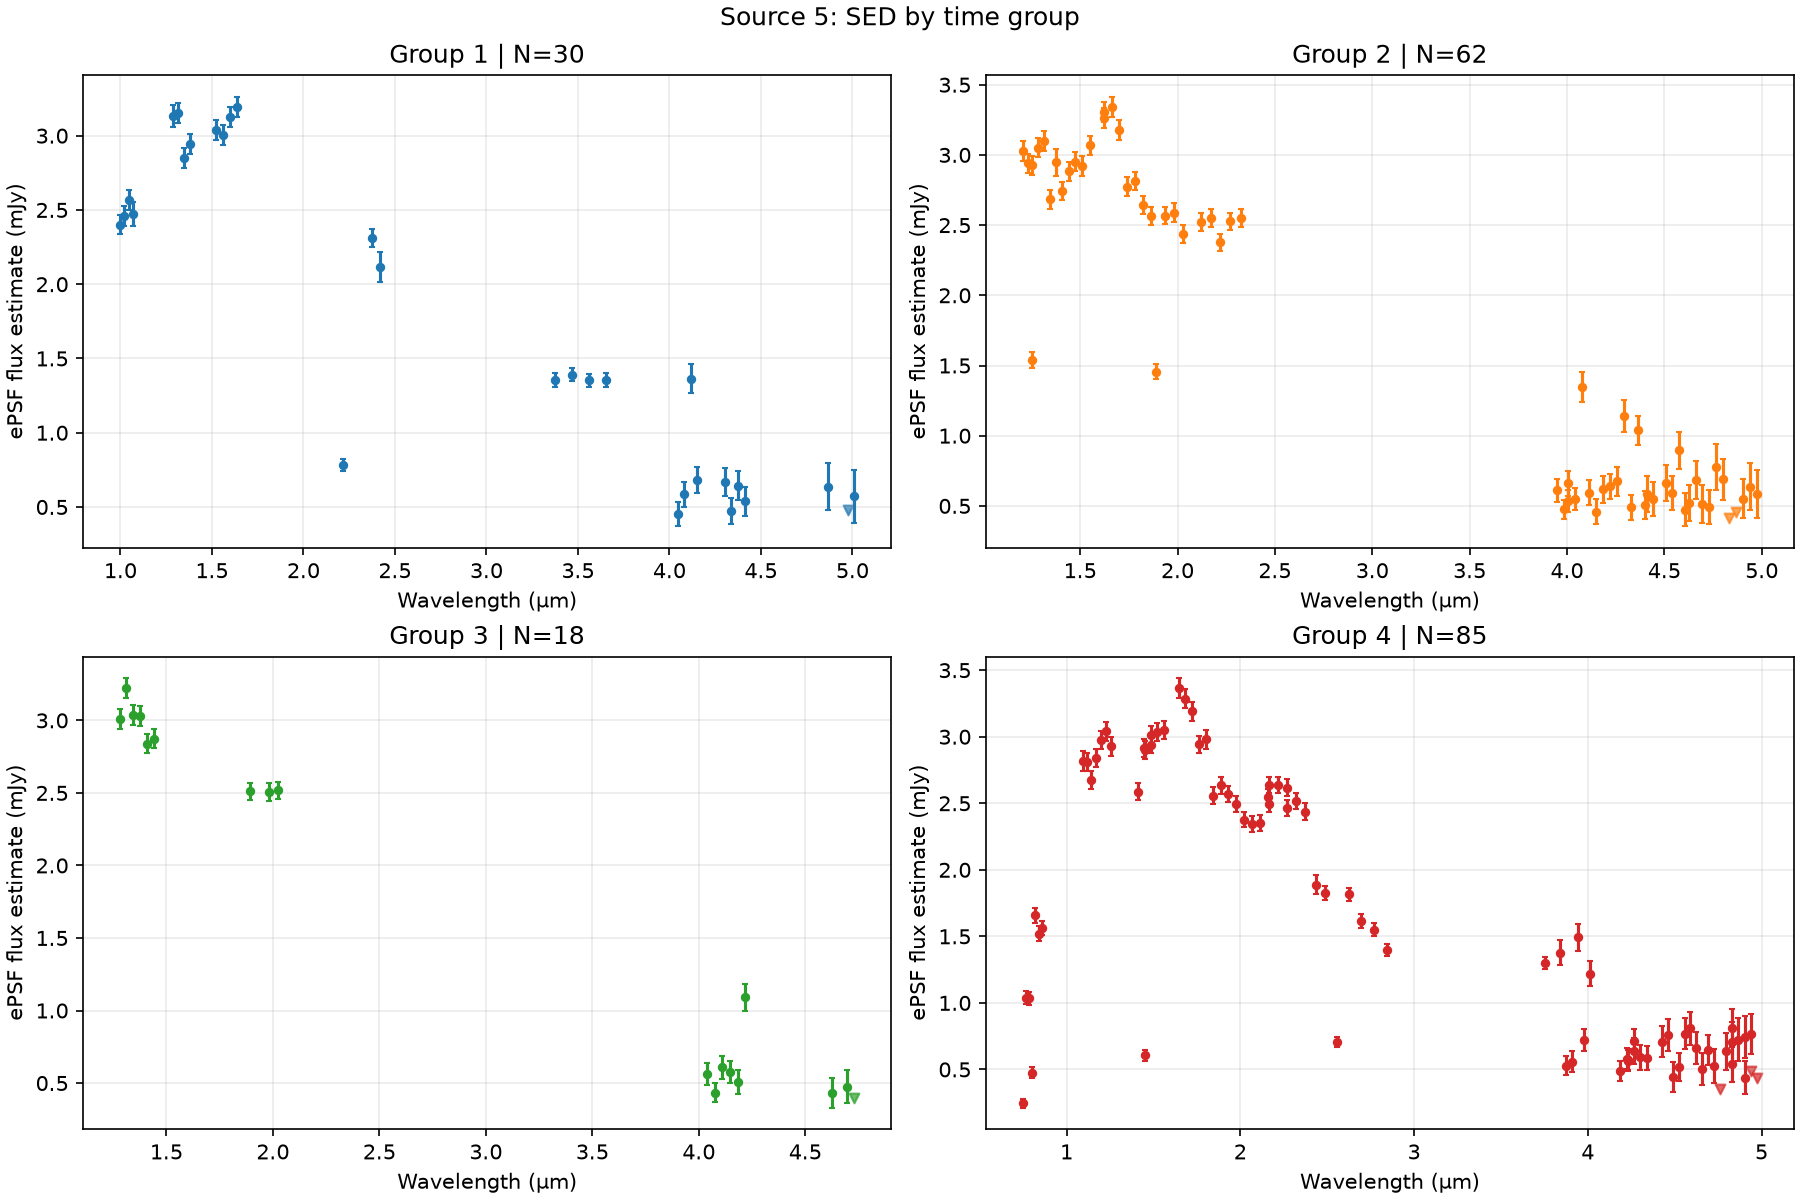 Source 5: SED by time group
Group 1 | N=30
ePSF flux estimate (mJy)
3.0
2.5
2.0
1.5
1.0
0.5
1.0 1.5 2.0 2.5 3.0 3.5 4.0 4.5 5.0
Wavelength (μm)
Group 2 | N=62
ePSF flux estimate (mJy)
3.5
3.0
2.5
2.0
1.5
1.0
0.5
1.5 2.0 2.5 3.0 3.5 4.0 4.5 5.0
Wavelength (μm)
Group 3 | N=18
ePSF flux estimate (mJy)
3.0
2.5
2.0
1.5
1.0
0.5
1.5 2.0 2.5 3.0 3.5 4.0 4.5
Wavelength (μm)
Group 4 | N=85
ePSF flux estimate (mJy)
3.5
3.0
2.5
2.0
1.5
1.0
0.5
1 2 3 4 5
Wavelength (μm)